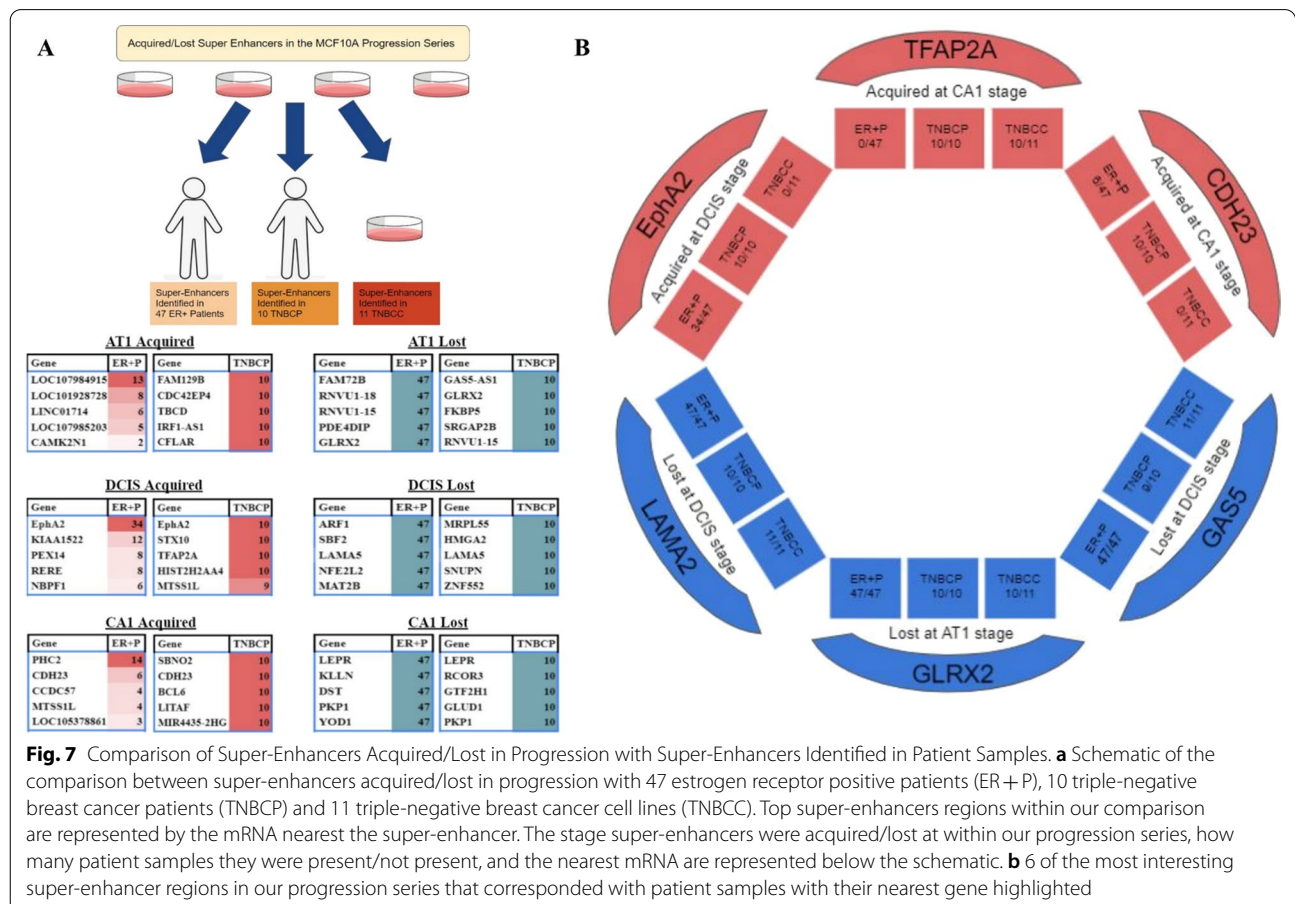 A
Acquired/Lost Super Enhancers in the MCF10A Progression Series
Super-Enhancers
Identified in
47 ER+ Patients
Super-Enhancers
Identified in
10 TNBCP
Super-Enhancers
Identified in
11 TNBCC
AT1 Acquired
Gene ER+P Gene TNBCP
LOC107984915 13 FAM129B 10
LOC101928728 8 CDC42EP4 10
LINC01714 6 TBCD 10
LOC107985203 5 IRF1-AS1 10
CAMK2N1 2 CFLAR 10
AT1 Lost
Gene ER+P Gene TNBCP
FAM72B 47 GAS5-AS1 10
RNVU1-18 47 GLRX2 10
RNVU1-15 47 FKBP5 10
PDE4DIP 47 SRGAP2B 10
GLRX2 47 RNVU1-15 10
DCIS Acquired
Gene ER+P Gene TNBCP
EphA2 34 EphA2 10
KIAA1522 12 STX10 10
PEX14 8 TFAP2A 10
RERE 8 HIST2H2AA4 10
NBPF1 6 MTSS1L 9
DCIS Lost
Gene ER+P Gene TNBCP
ARF1 47 MRPL55 10
SBF2 47 HMGA2 10
LAMA5 47 LAMA5 10
NFE2L2 47 SNUPN 10
MAT2B 47 ZNF552 10
CA1 Acquired
Gene ER+P Gene TNBCP
PHC2 14 SBNO2 10
CDH23 6 CDH23 10
CCDC57 4 BCL6 10
MTSS1L 4 LITAF 10
LOC105378861 3 MIR4435-2HG 10
CA1 Lost
Gene ER+P Gene TNBCP
LEPR 47 LEPR 10
KLLN 47 RCOR3 10
DST 47 GTF2H1 10
PKP1 47 GLUD1 10
YOD1 47 PKP1 10
B
TFAP2A
Acquired at CA1 stage
ER+P
0/47
TNBCP
10/10
TNBCC
10/11
CDH23
Acquired at CA1 stage
ER+P
6/47
TNBCP
10/10
TNBCC
0/11
GAS5
Lost at DCIS stage
TNBCC
11/11
TNBCP
9/10
ER+P
47/47
GLRX2
Lost at AT1 stage
ER+P
47/47
TNBCP
10/10
TNBCC
10/11
LAMA2
Lost at DCIS stage
ER+P
47/47
TNBCP
10/10
TNBCC
11/11
EphA2
Acquired at DCIS stage
ER+P
34/47
TNBCP
10/10
TNBCC
0/11
Fig. 7 Comparison of Super-Enhancers Acquired/Lost in Progression with Super-Enhancers Identified in Patient Samples. a Schematic of the
comparison between super-enhancers acquired/lost in progression with 47 estrogen receptor positive patients (ER+P), 10 triple-negative
breast cancer patients (TNBCP) and 11 triple-negative breast cancer cell lines (TNBCC). Top super-enhancers regions within our comparison
are represented by the mRNA nearest the super-enhancer. The stage super-enhancers were acquired/lost at within our progression series, how
many patient samples they were present/not present, and the nearest mRNA are represented below the schematic. b 6 of the most interesting
super-enhancer regions in our progression series that corresponded with patient samples with their nearest gene highlighted